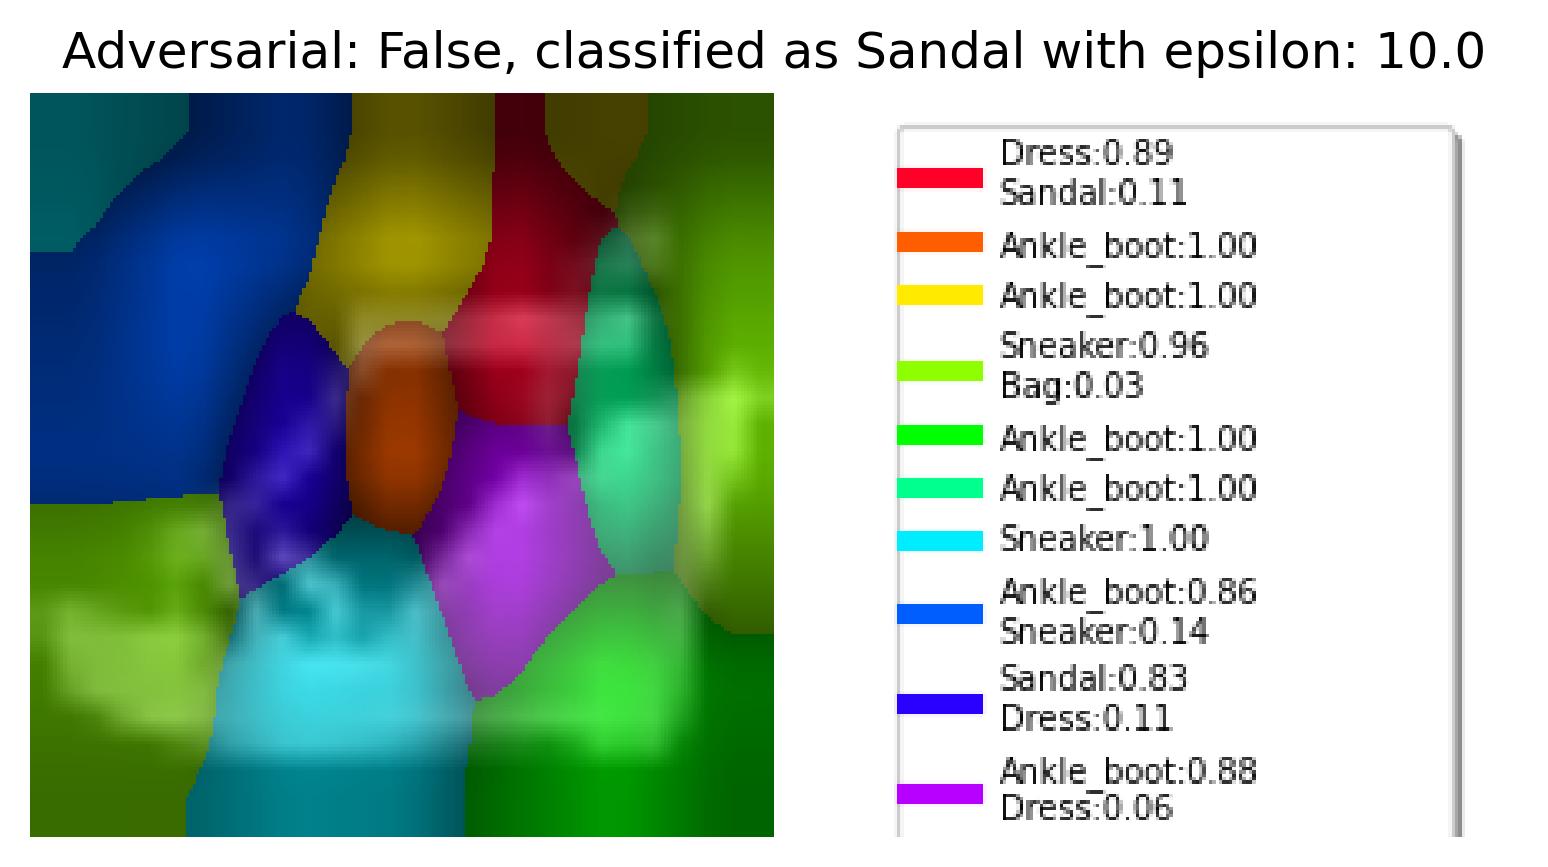 Adversarial: False, classified as Sandal with epsilon: 10.0
Dress:0.89
Sandal:0.11
Ankle_boot:1.00
Ankle_boot:1.00
Sneaker:0.96
Bag:0.03
Ankle_boot:1.00
Ankle_boot:1.00
Sneaker:1.00
Ankle_boot:0.86
Sneaker:0.14
Sandal:0.83
Dress:0.11
Ankle_boot:0.88
Dress:0.06